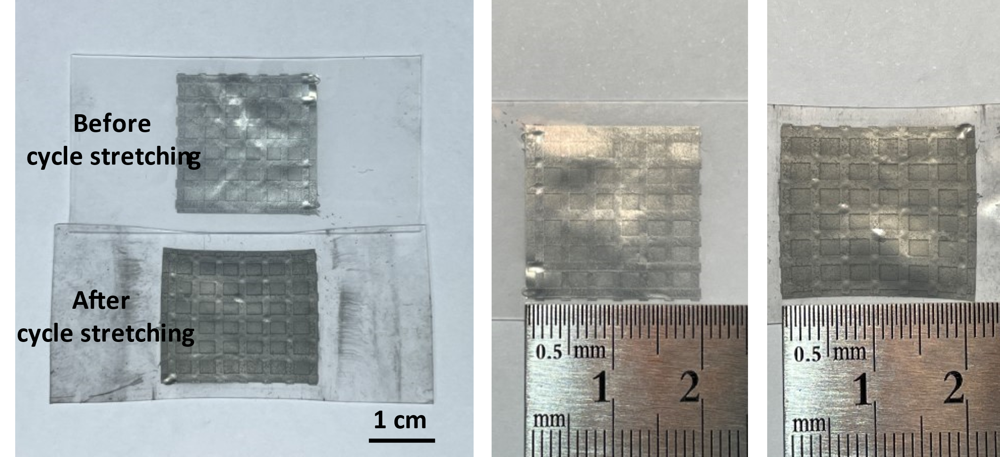 Before
cycle stretching
After
cycle stretching
1 cm
0.5 mm
1 2
mm
0.5 mm
1 2
mm